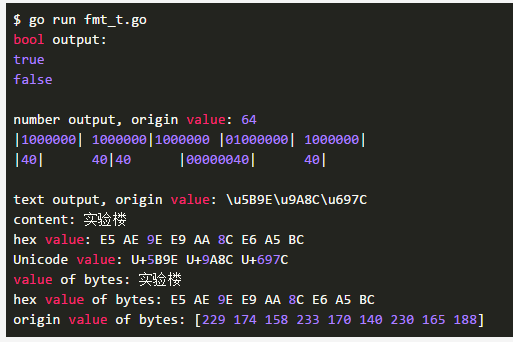 $ go run fmt_t.go
bool output:
true
false
number output, origin value: 64
|1000000| 1000000|1000000 |01000000| 1000000|
|40|      40|40      |00000040|      40|
text output, origin value: \u5B9E\u9A8C\u697C
content: 实验楼
hex value: E5 AE 9E E9 AA 8C E6 A5 BC
Unicode value: U+5B9E U+9A8C U+697C
value of bytes: 实验楼
hex value of bytes: E5 AE 9E E9 AA 8C E6 A5 BC
origin value of bytes: [229 174 158 233 170 140 230 165 188]